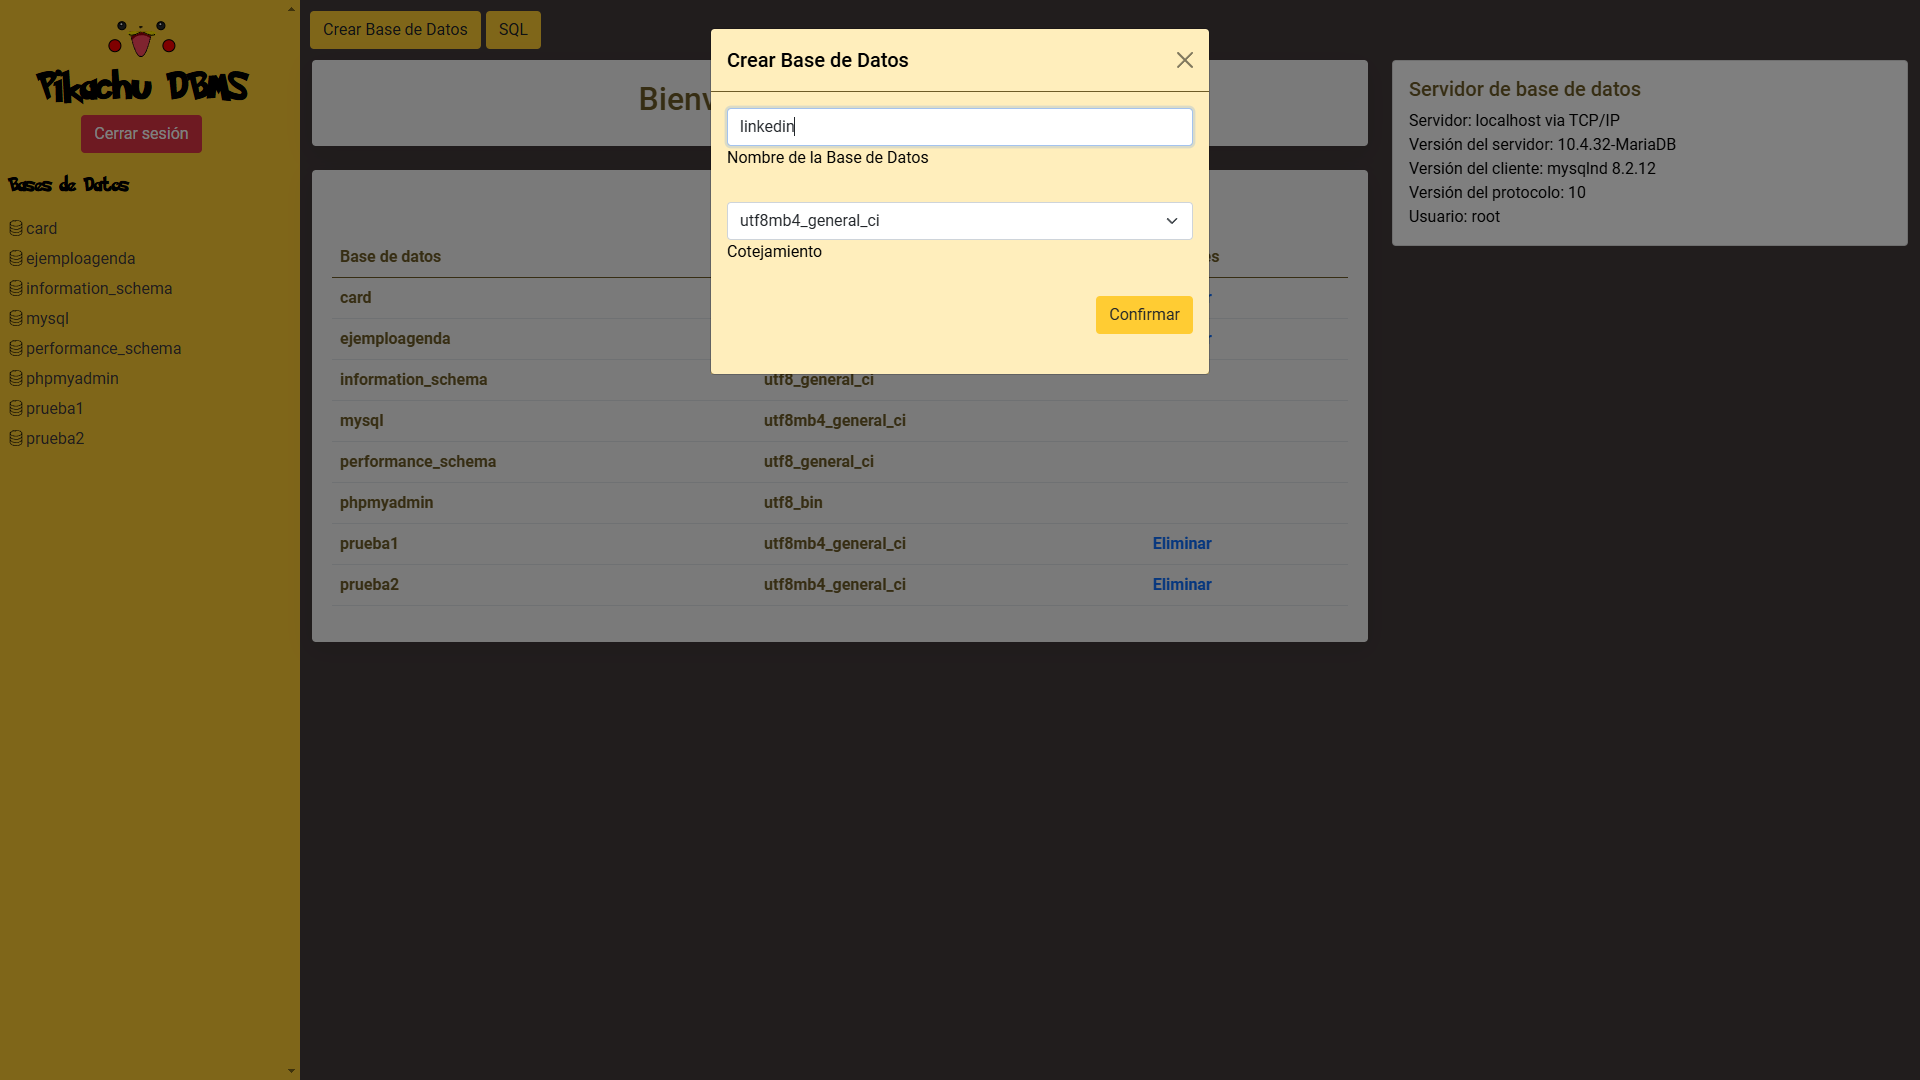 Pikachu DBMS
Cerrar sesión
Bases de Datos
card
ejemploagenda
information_schema
mysql
performance_schema
phpmyadmin
prueba1
prueba2
Crear Base de Datos
SQL
Crear Base de Datos
linkedin
Nombre de la Base de Datos
utf8mb4_general_ci
Cotejamiento
Confirmar
Base de datos
card
ejemploagenda
information_schema utf8_general_ci
mysql utf8mb4_general_ci
performance_schema utf8_general_ci
phpmyadmin utf8_bin
prueba1 utf8mb4_general_ci Eliminar
prueba2 utf8mb4_general_ci Eliminar
Servidor de base de datos
Servidor: localhost via TCP/IP
Versión del servidor: 10.4.32-MariaDB
Versión del cliente: mysqlnd 8.2.12
Versión del protocolo: 10
Usuario: root